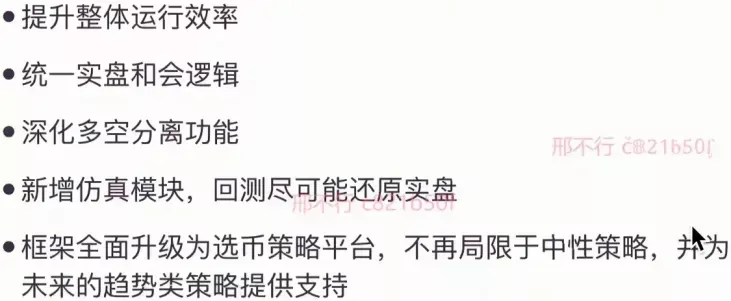 • 提升整体运行效率
• 统一实盘和会逻辑
• 深化多空分离功能
邢不行
• 新增仿真模块，回测尽可能还原实盘
邢不行
• 框架全面升级为选币策略平台，不再局限于中性策略，并为
未来的趋势类策略提供支持